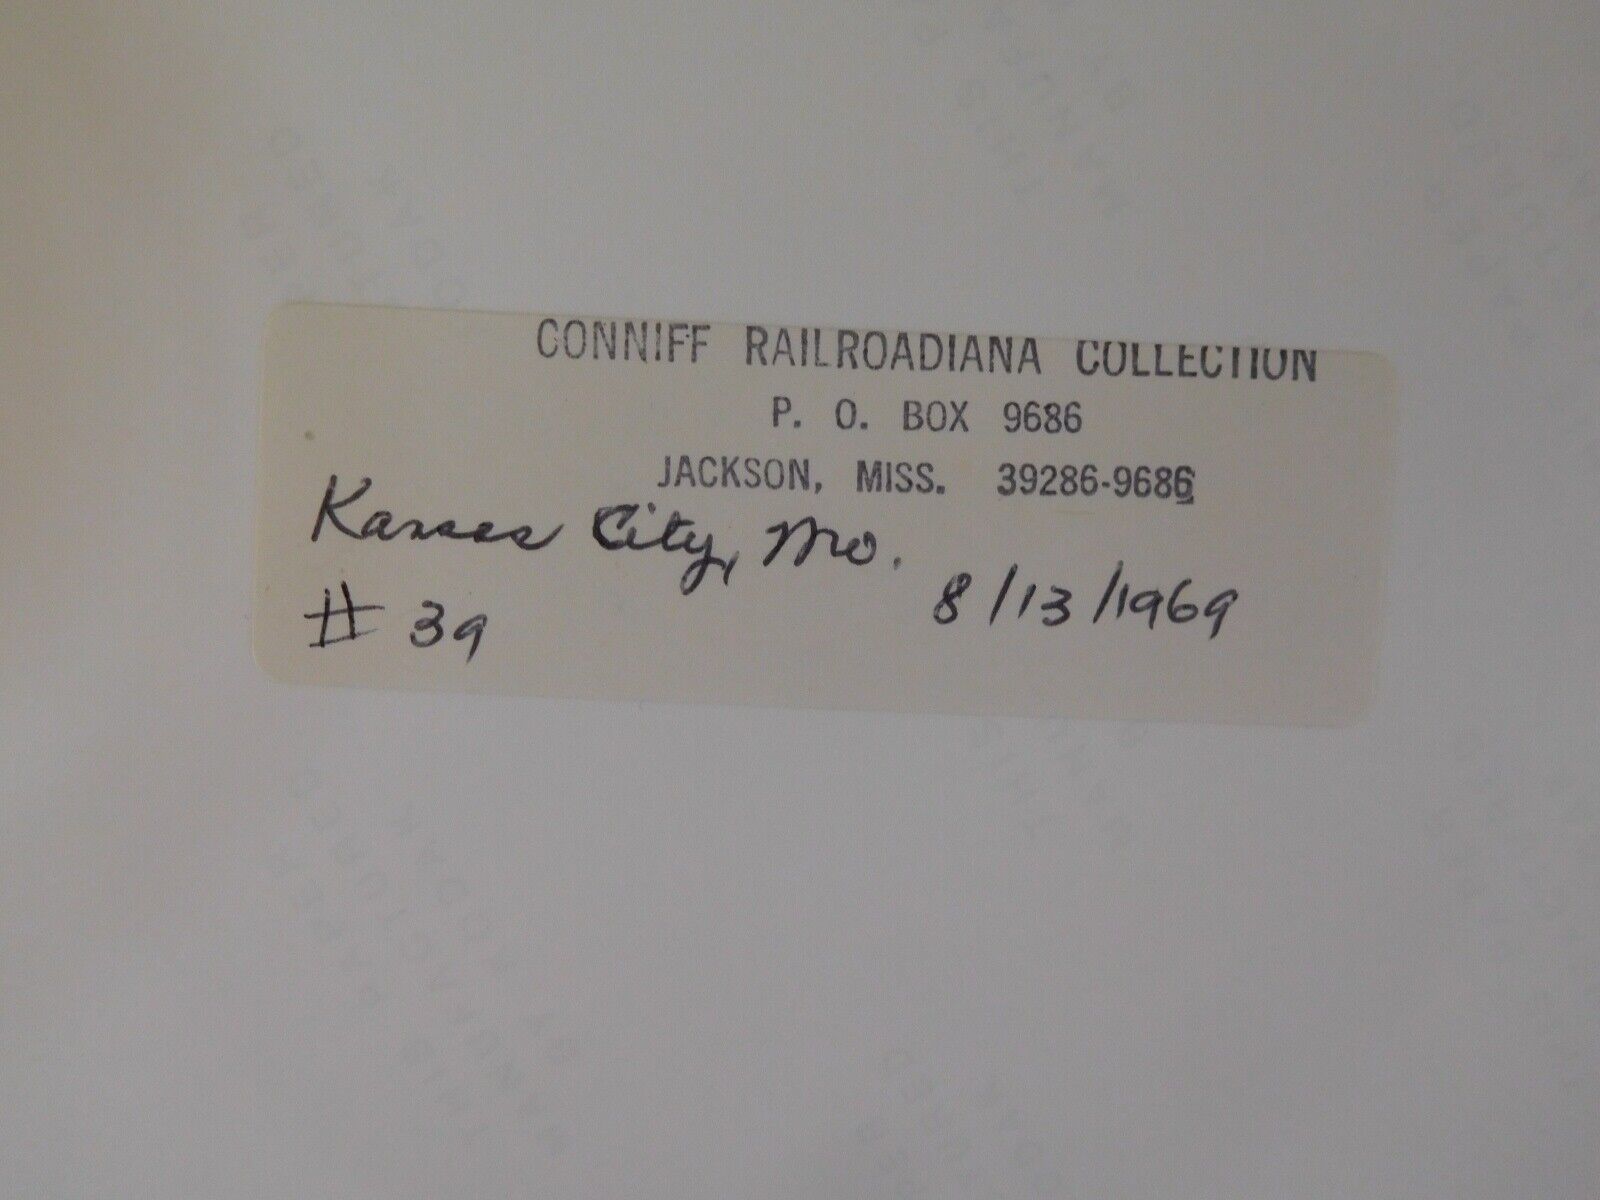 CONNIFF RAILROADIANA COLLECTION
P. O. BOX 9686
JACKSON, MISS. 39286-9686
Kansas City, Mo.
# 39 8/13/1969